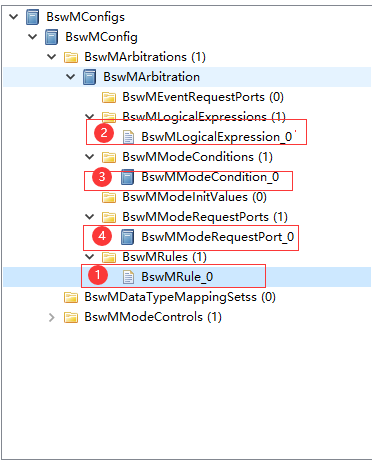 BswMConfigs
BswMConfig
BswMArbitrations (1)
BswMArbitration
BswMEventRequestPorts (0)
BswMLogicalExpressions (1)
2 BswMLogicalExpression_0
BswMModeConditions (1)
3 BswMModeCondition_0
BswMModeInitValues (0)
BswMModeRequestPorts (1)
4 BswMModeRequestPort_0
BswMRules (1)
1 BswMRule_0
BswMDataTypeMappingSetss (0)
BswMModeControls (1)